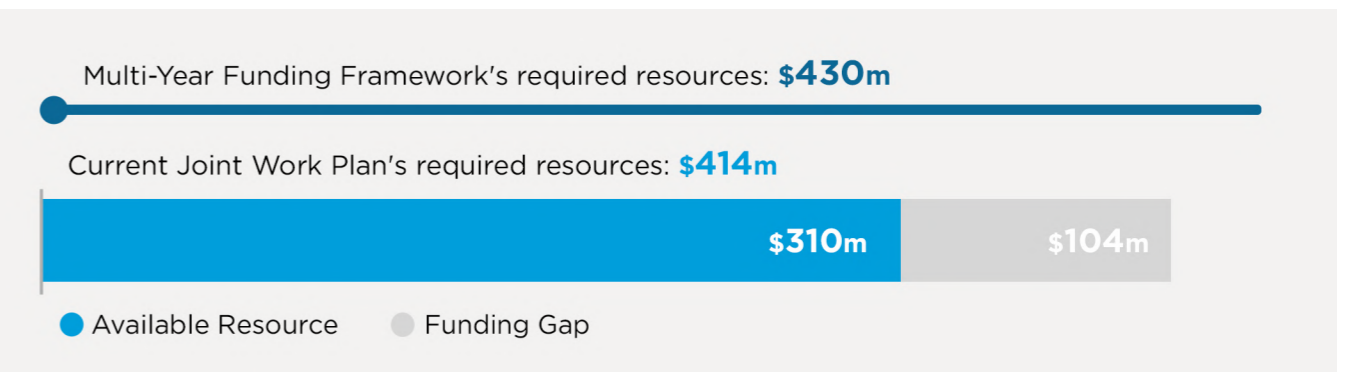 Multi-Year Funding Framework's required resources: $430m
Current Joint Work Plan's required resources: $414m
$310m $104m
Available Resource Funding Gap